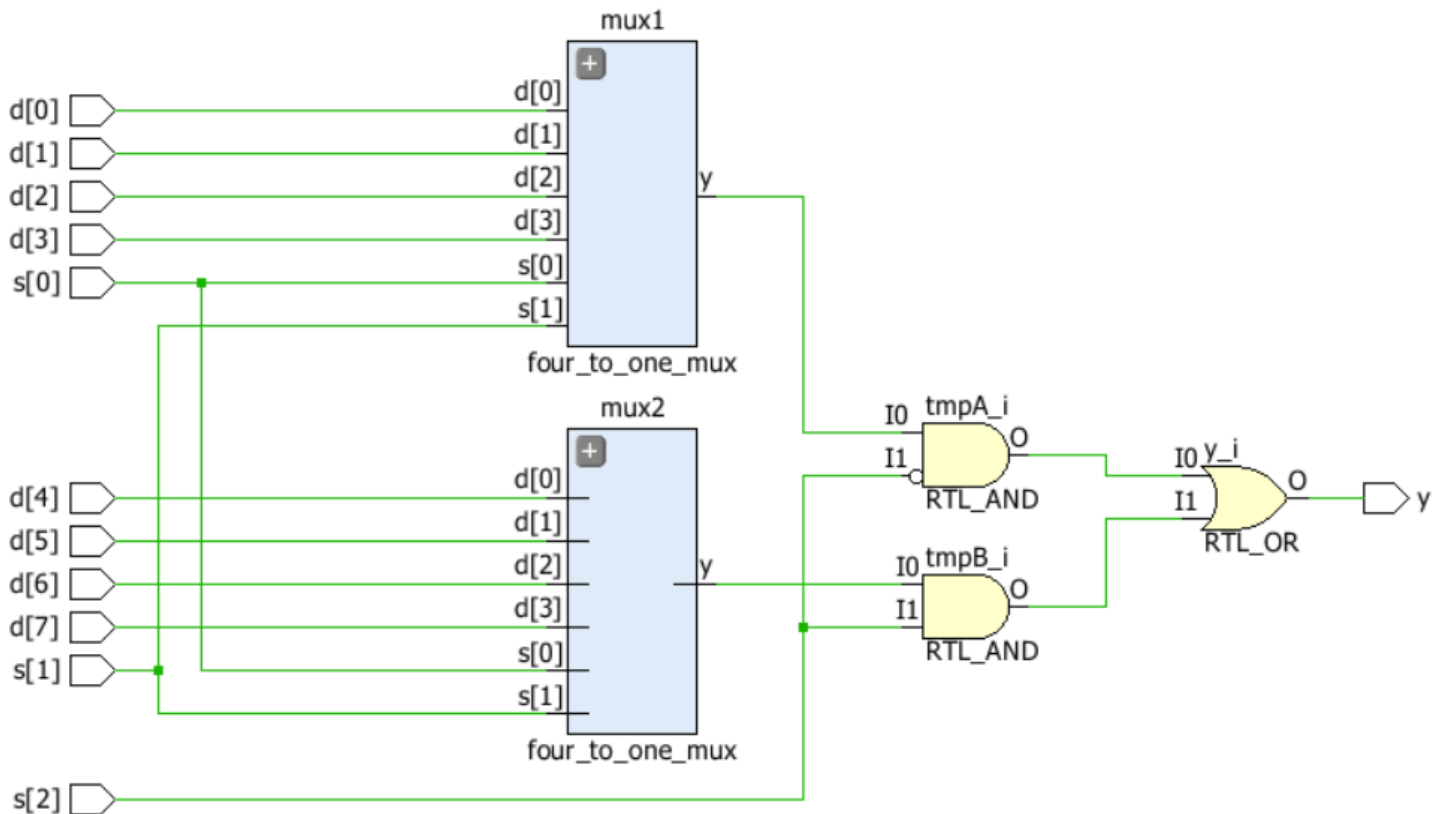 mux1
d[0]
d[0]
d[1]
d[1]
d[2]
d[2]
y
d[3]
d[3]
s[0]
s[0]
s[1]
four_to_one_mux
mux2
d[4]
d[0]
d[5]
d[1]
d[6]
d[2]
y
d[7]
d[3]
s[1]
s[0]
s[1]
four_to_one_mux
s[2]
tmpA_i
I0
O
I1
RTL_AND
tmpB_i
I0
O
I1
RTL_AND
y_i
I0
O
I1
RTL_OR
y